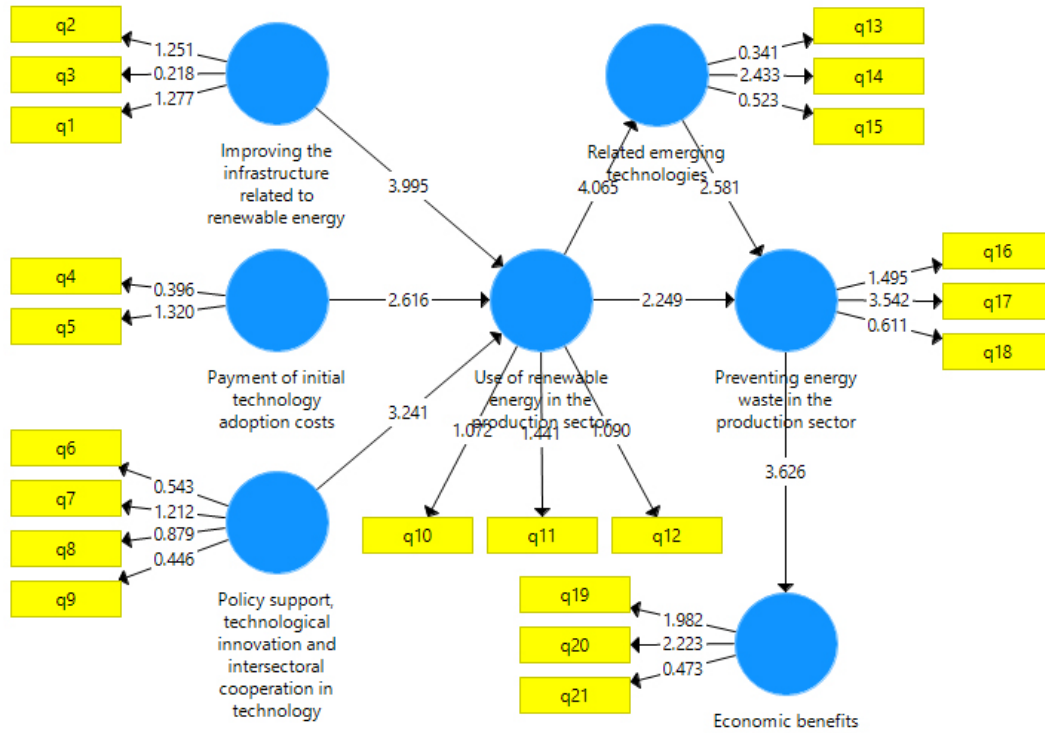 q2
1.251
q3
0.218
1.277
q1
Improving the
infrastructure
related to
renewable energy
3.995
q13
0.341
q14
2.433
0.523
q15
Related emerging
technologies
4.065
2.581
q4
0.396
q5
1.320
Payment of initial
technology
adoption costs
2.616
2.249
q16
1.495
q17
3.542
0.611
q18
Use of renewable
energy in the
production sector
Preventing energy
waste in the
production sector
3.241
1.072
1.441
1.090
3.626
q6
0.543
q7
1.212
q8
0.879
0.446
q9
Policy support,
technological
innovation and
intersectoral
cooperation in
technology
q10
q11
q12
q19
1.982
q20
2.223
0.473
q21
Economic benefits